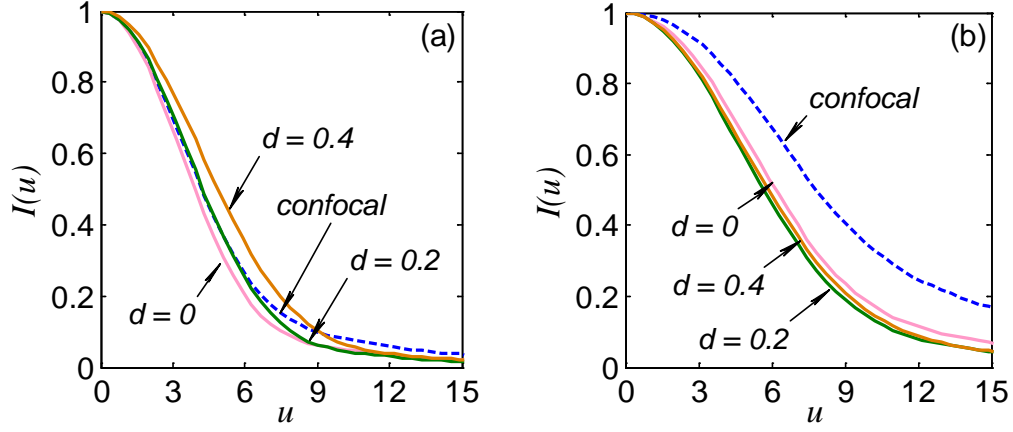 (a)
1
0.8
0.6
0.4
0.2
0
I(u)
d = 0.4
confocal
d = 0.2
d = 0
0 3 6 9 12 15
u
(b)
1
0.8
0.6
0.4
0.2
0
I(u)
confocal
d = 0
d = 0.4
d = 0.2
0 3 6 9 12 15
u